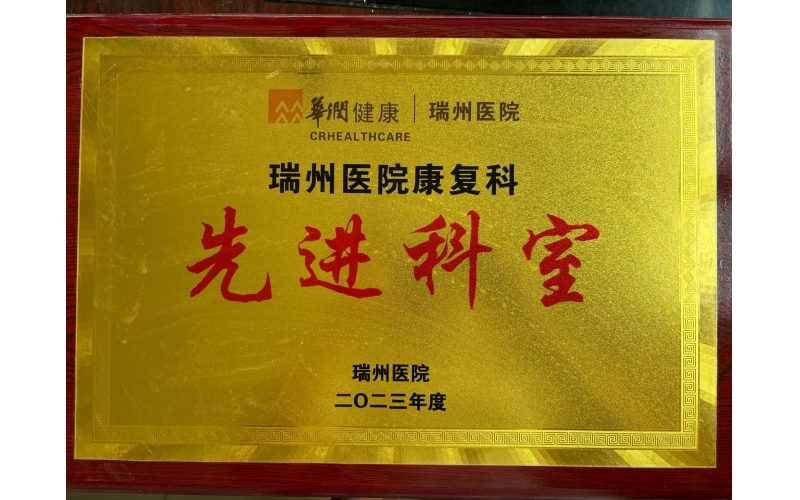 華潤健康 | 瑞州医院
CRHEALTHCARE
瑞州医院康复科
先进科室
瑞州医院
二〇二三年度